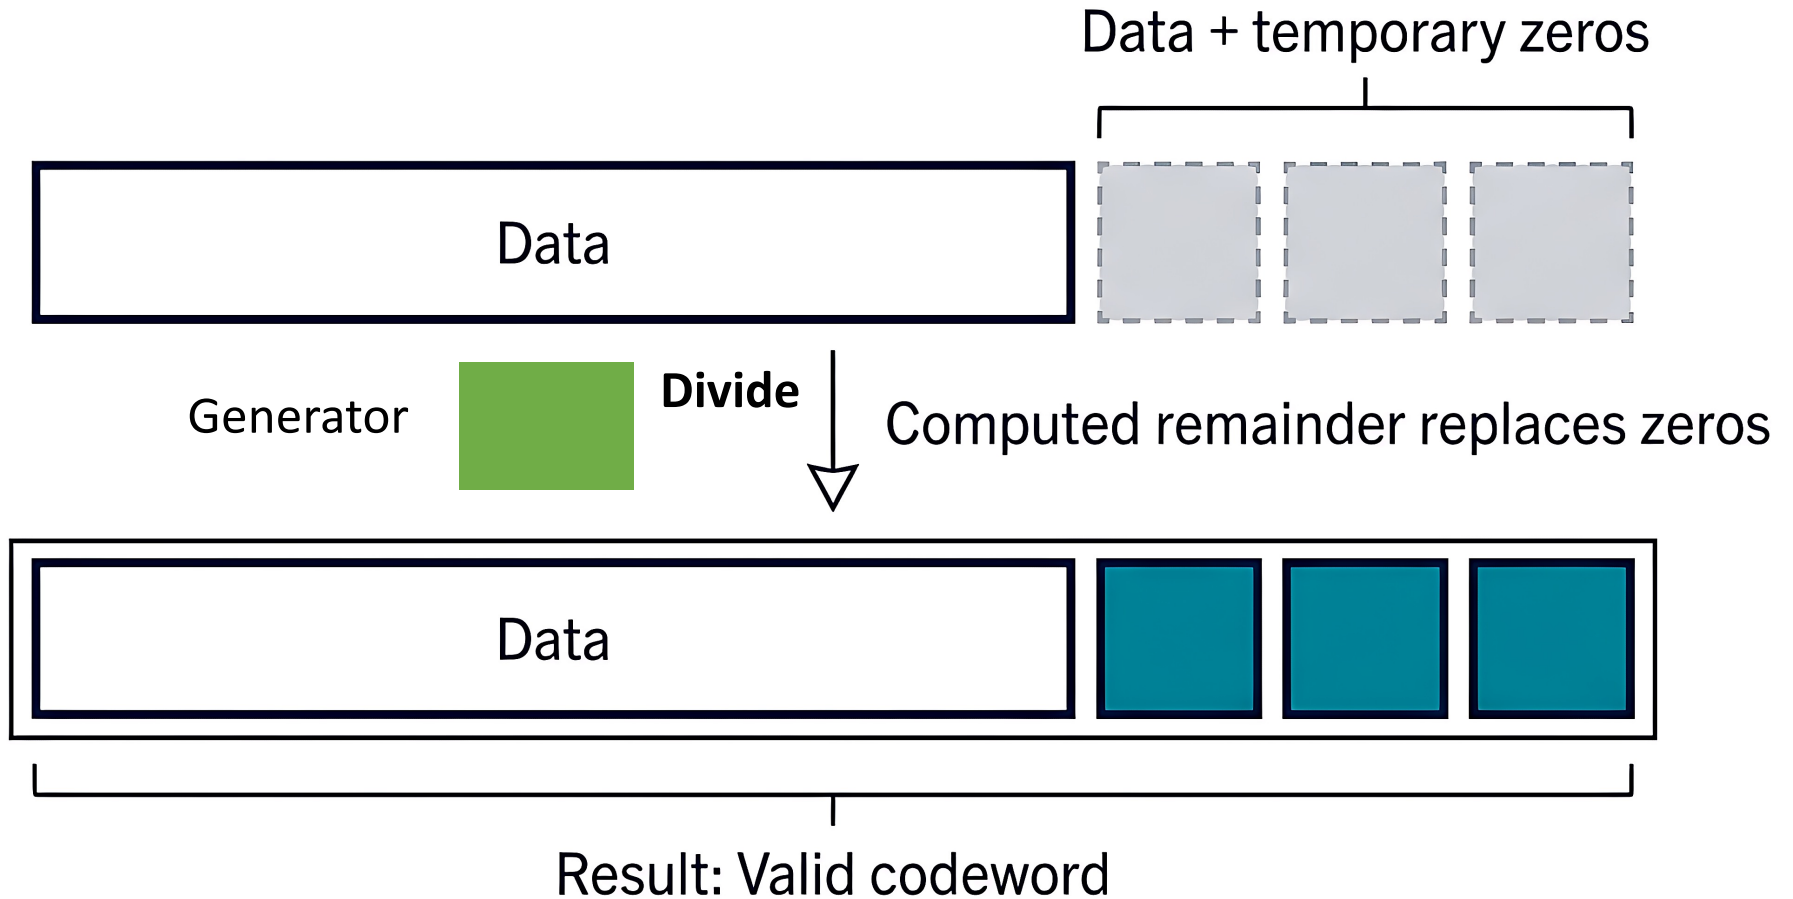 Data + temporary zeros
Data
Generator
Divide
Computed remainder replaces zeros
Data
Result: Valid codeword